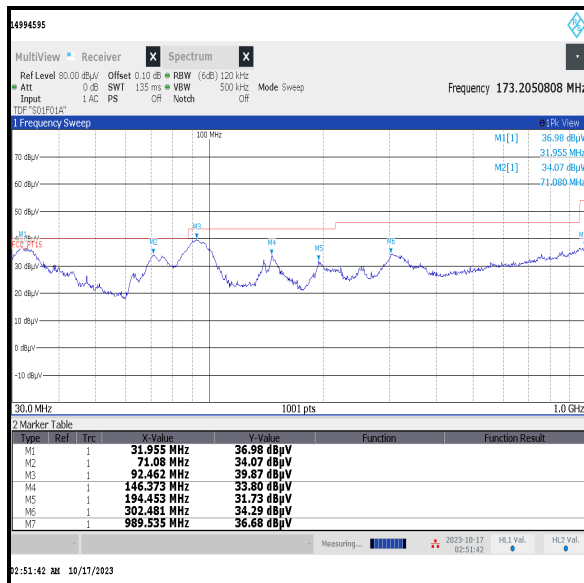 14994595
MultiView Receiver X Spectrum X
Ref Level 80.00 dBµV Offset 0.10 dB RBW (6dB) 120 kHz
Att 0 dB SWT 135 ms VBW 500 kHz Mode Sweep
Input 1 AC PS Off Notch Off
Frequency 173.2050808 MHz
TDF "S01F01A"
1 Frequency Sweep 1Pk View
100 MHz
M1[1] 36.98 dBµV
31.955 MHz
M2[1] 34.07 dBµV
71.080 MHz
70 dBµV
60 dBµV
50 dBµV
40 dBµV
FCC_PT15
30 dBµV
20 dBµV
10 dBµV
0 dBµV
-10 dBµV
M1
M2
M3
M4
M5
M6
30.0 MHz 1001 pts 1.0 GHz
2 Marker Table
Type Ref Trc X-Value Y-Value Function Function Result
M1 1 31.955 MHz 36.98 dBµV
M2 1 71.08 MHz 34.07 dBµV
M3 1 92.462 MHz 39.87 dBµV
M4 1 146.373 MHz 33.80 dBµV
M5 1 194.453 MHz 31.73 dBµV
M6 1 302.481 MHz 34.29 dBµV
M7 1 989.535 MHz 36.68 dBµV
Measuring... 2023-10-17 02:51:42 HL1 Val. HL2 Val.
02:51:42 AM 10/17/2023